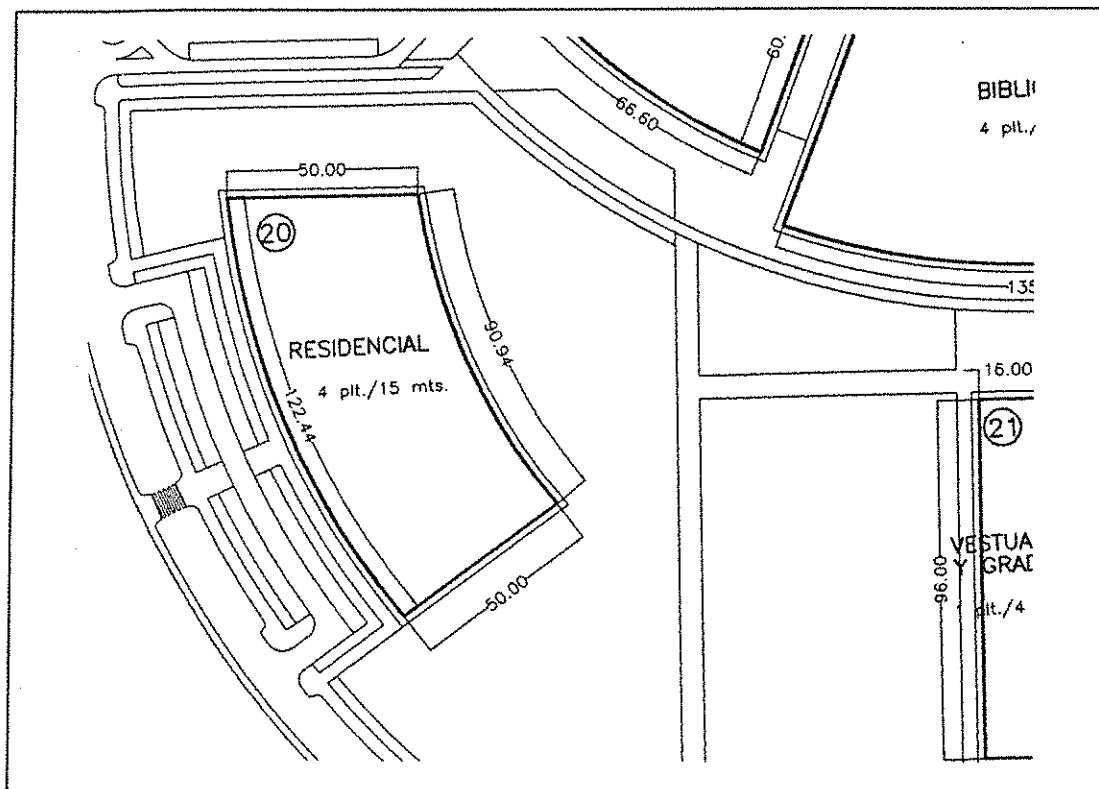 60.
66.60
BIBLI
4 plt./
50.00
20
135
RESIDENCIAL
90.94
4 plt./15 mts.
122.44
16.00
21
VESTUA
Y GRAD
96.00
plt./4
50.00